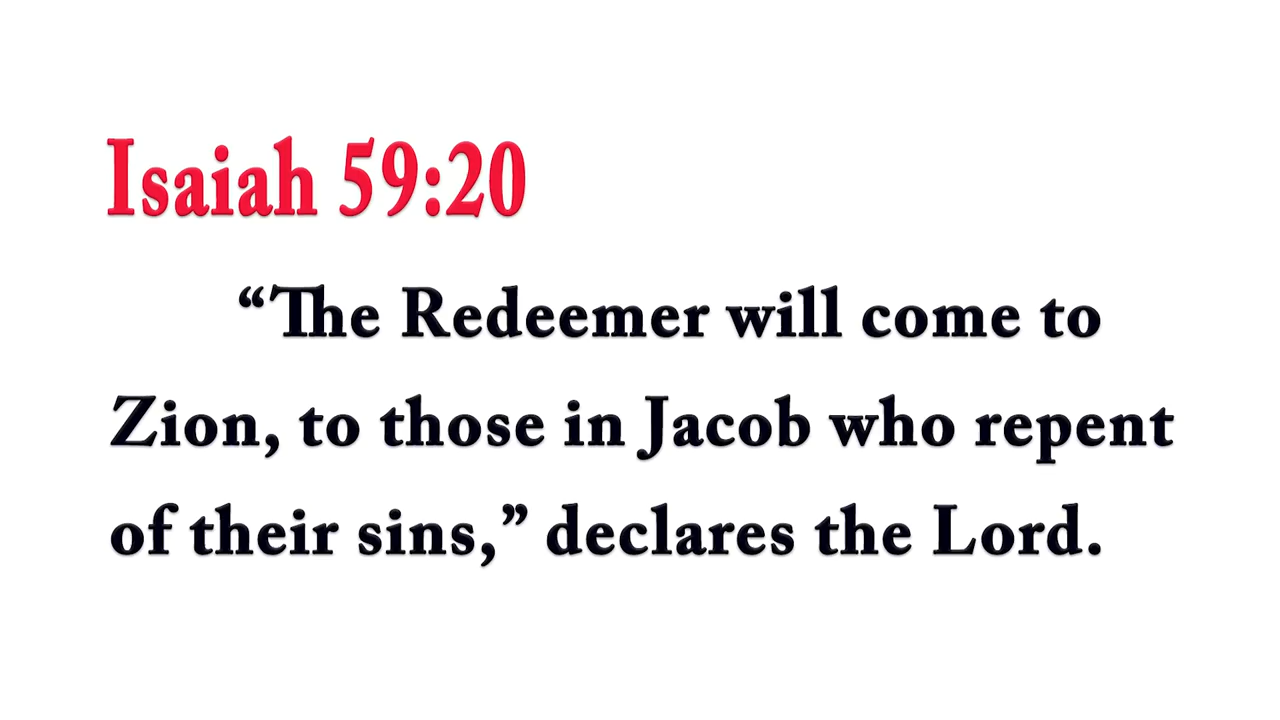 Isaiah 59:20
“The Redeemer will come to
Zion, to those in Jacob who repent
of their sins,” declares the Lord.